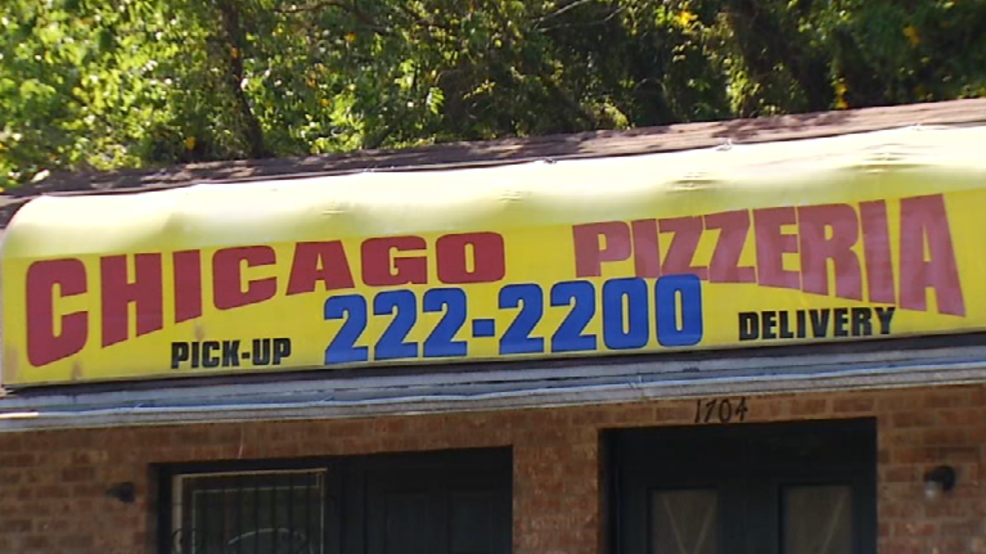 CHICAGO PIZZERIA
PICK-UP 222-2200 DELIVERY
1704